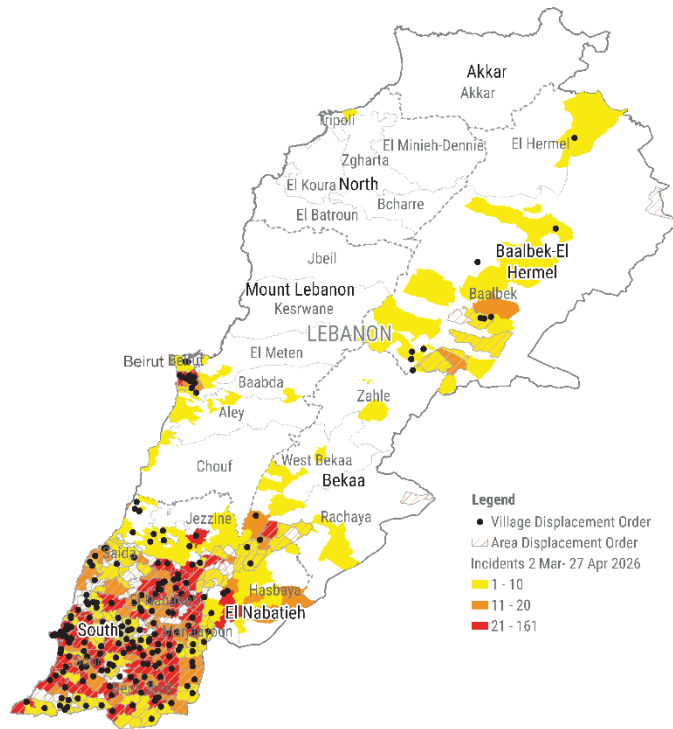 Akkar
Akkar
Tripoli
El Minieh-Dennie
El Hermel
Zgharta
El Koura
North
Bcharre
El Batroun
Jbeil
Baalbek-El
Hermel
Baalbek
Mount Lebanon
Kesrwane
LEBANON
El Meten
Beirut
Beirut
Baabda
Zahle
Aley
Chouf
West Bekaa
Bekaa
Rachaya
Jezzine
Saida
Hasbaya
El Nabatieh
South
Legend
Village Displacement Order
Area Displacement Order
Incidents 2 Mar- 27 Apr 2026
1 - 10
11 - 20
21 - 161